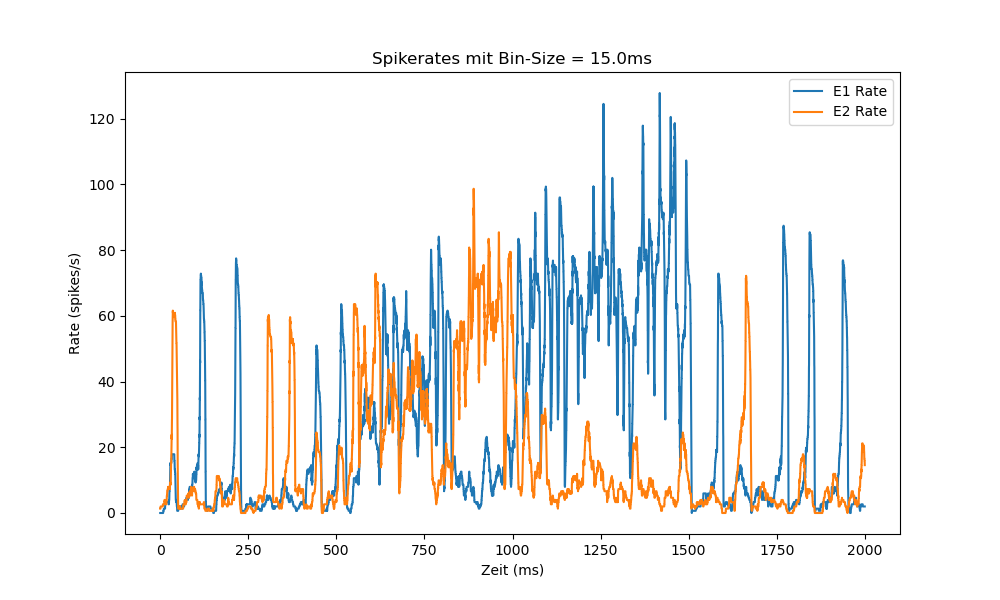 Spikerates mit Bin-Size = 15.0ms
E1 Rate
E2 Rate
120
100
80
60
40
20
0
Rate (spikes/s)
0 250 500 750 1000 1250 1500 1750 2000
Zeit (ms)